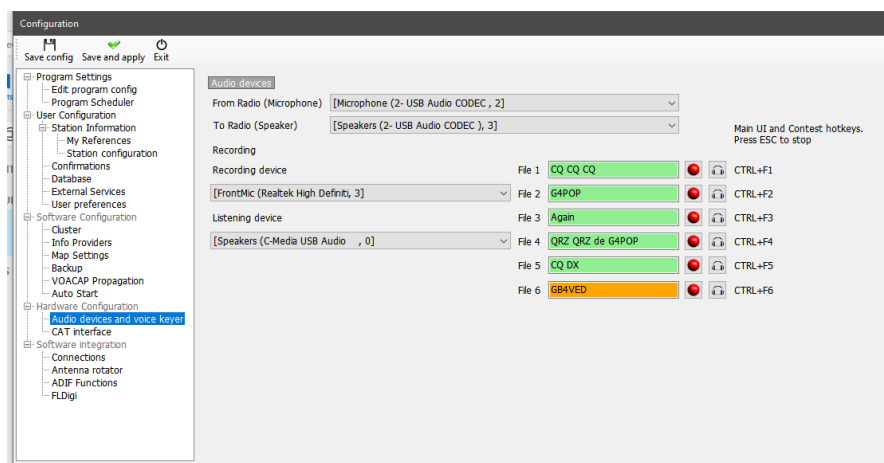 Configuration
Save config Save and apply Exit
Program Settings
Edit program config
Program Scheduler
User Configuration
Station Information
My References
Station configuration
Confirmations
Database
External Services
User preferences
Software Configuration
Cluster
Info Providers
Map Settings
Backup
VOACAP Propagation
Auto Start
Hardware Configuration
Audio devices and voice keyer
CAT interface
Software integration
Connections
Antenna rotator
ADIF Functions
FLDigi
Audio devices
From Radio (Microphone) [Microphone (2- USB Audio CODEC , 2]
To Radio (Speaker) [Speakers (2- USB Audio CODEC ), 3]
Main UI and Contest hotkeys.
Press ESC to stop
Recording
Recording device
[FrontMic (Realtek High Definiti, 3]
Listening device
[Speakers (C-Media USB Audio , 0]
File 1 CQ CQ CQ CTRL+F1
File 2 G4POP CTRL+F2
File 3 Again CTRL+F3
File 4 QRZ QRZ de G4POP CTRL+F4
File 5 CQ DX CTRL+F5
File 6 GB4VED CTRL+F6